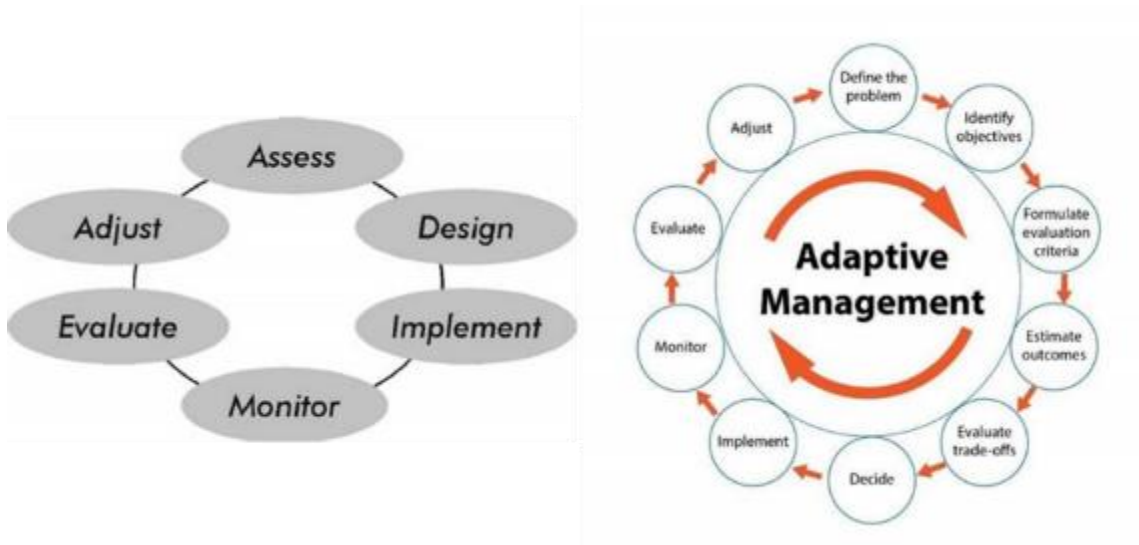 Assess
Design
Implement
Monitor
Evaluate
Adjust
Adaptive
Management
Define the
problem
Identify
objectives
Formulate
evaluation
criteria
Estimate
outcomes
Evaluate
trade-offs
Decide
Implement
Monitor
Evaluate
Adjust